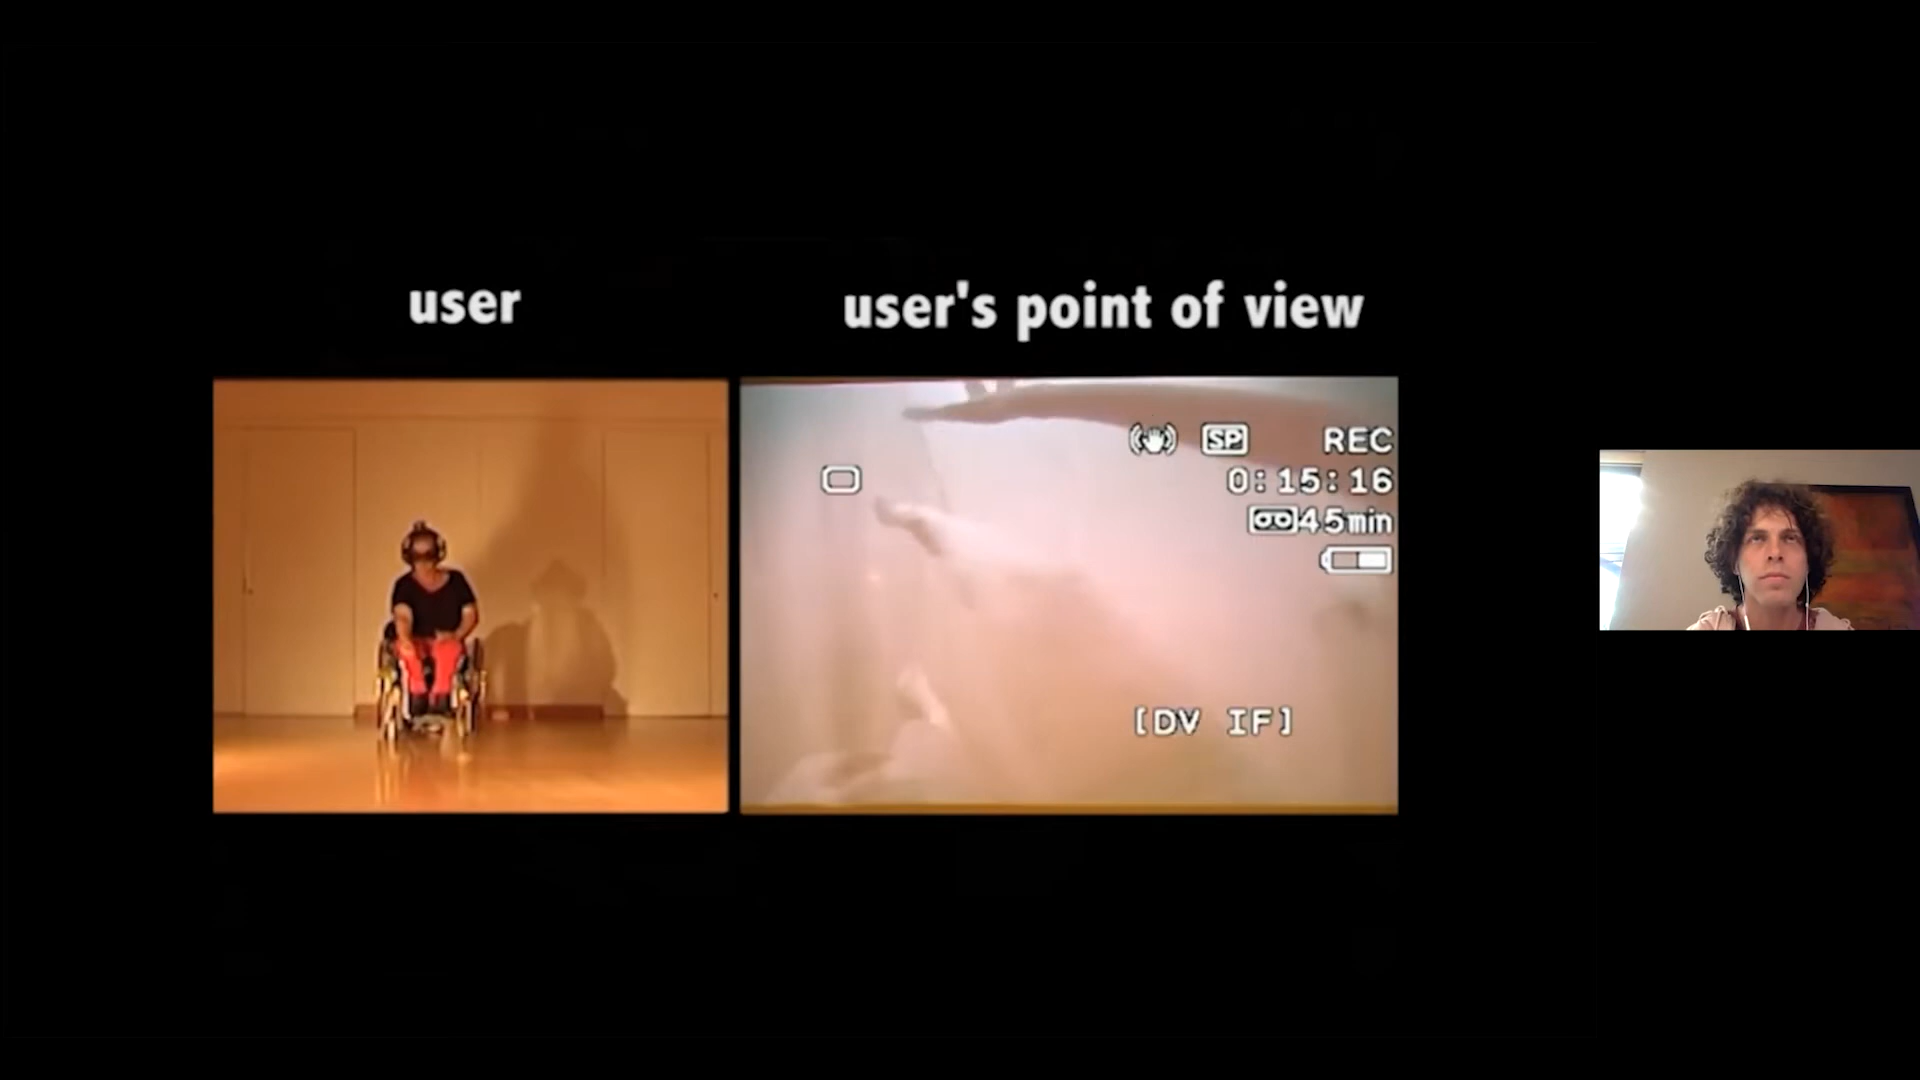 user
user's point of view
SP REC
0:15:16
45min
[DV IF]